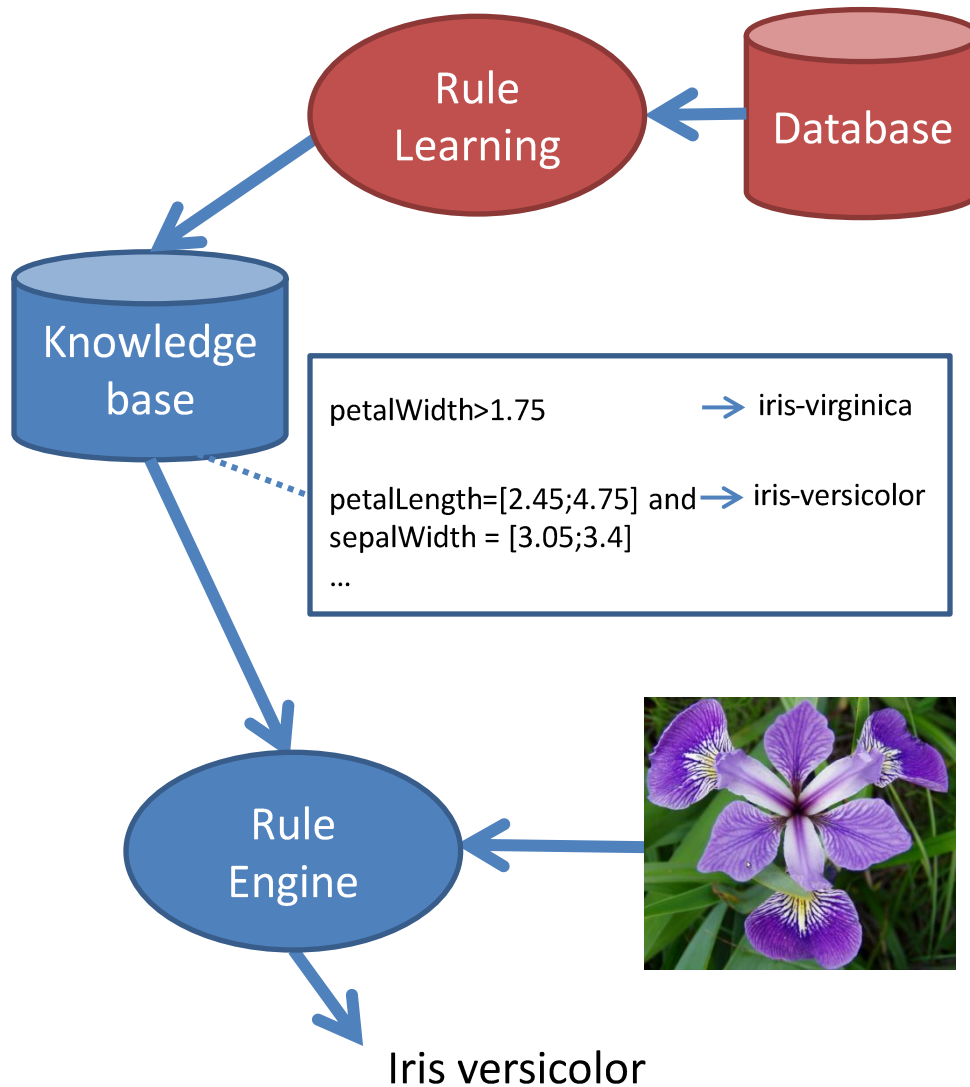 Rule
Learning
Database
Knowledge
base
petalWidth>1.75 iris-virginica
petalLength=[2.45;4.75] and iris-versicolor
sepalWidth = [3.05;3.4]
...
Rule
Engine
Iris versicolor